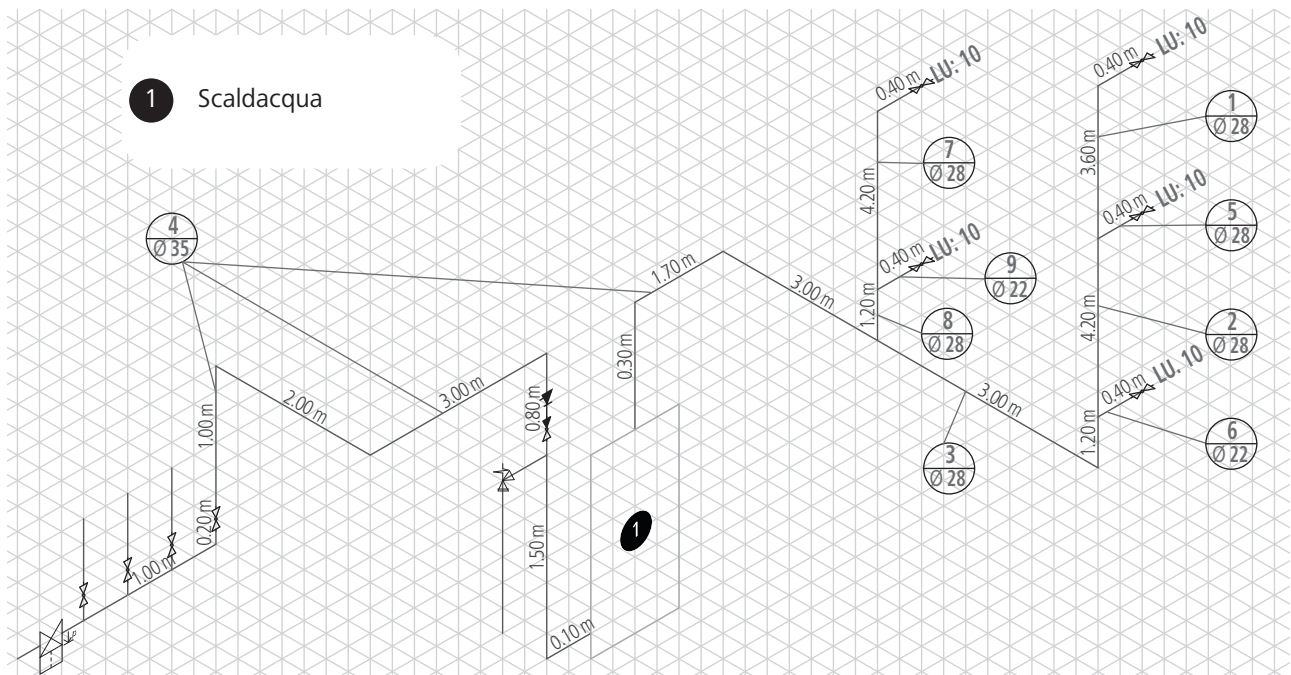 1 Scaldacqua
0.40 m LU: 10
0.40 m LU: 10
1
Ø 28
3.60 m
7
Ø 28
4.20 m
0.40 m LU: 10
5
Ø 28
4
Ø 35
0.40 m LU: 10
9
Ø 22
1.70 m
3.00 m
1.20 m
8
Ø 28
4.20 m
2
Ø 28
0.30 m
2.00 m
3.00 m
0.80 m
1.00 m
3.00 m
0.40 m LU. 10
1.20 m
6
Ø 22
3
Ø 28
0.20 m
1.50 m
1
1.00 m
0.10 m